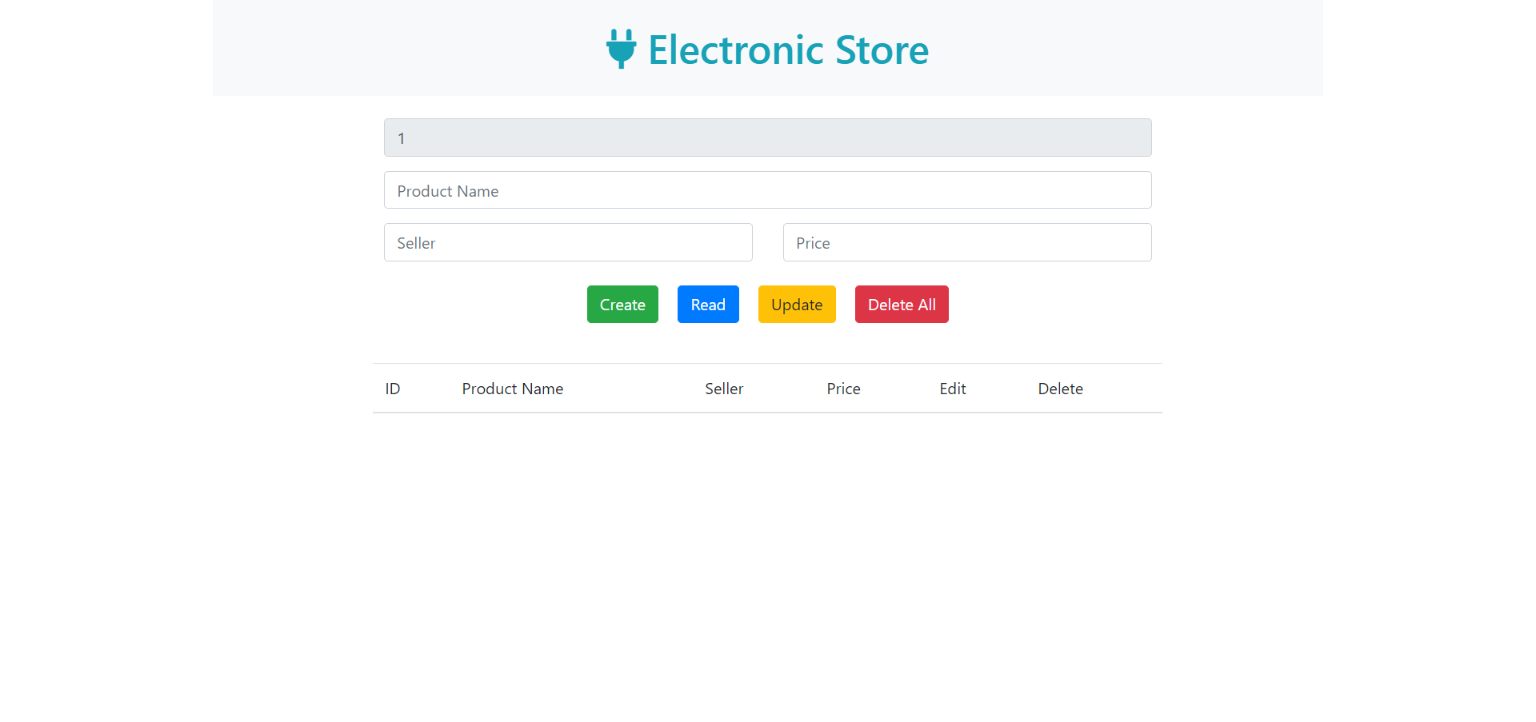 Electronic Store
1
Product Name
Seller Price
Create Read Update Delete All
ID Product Name Seller Price Edit Delete